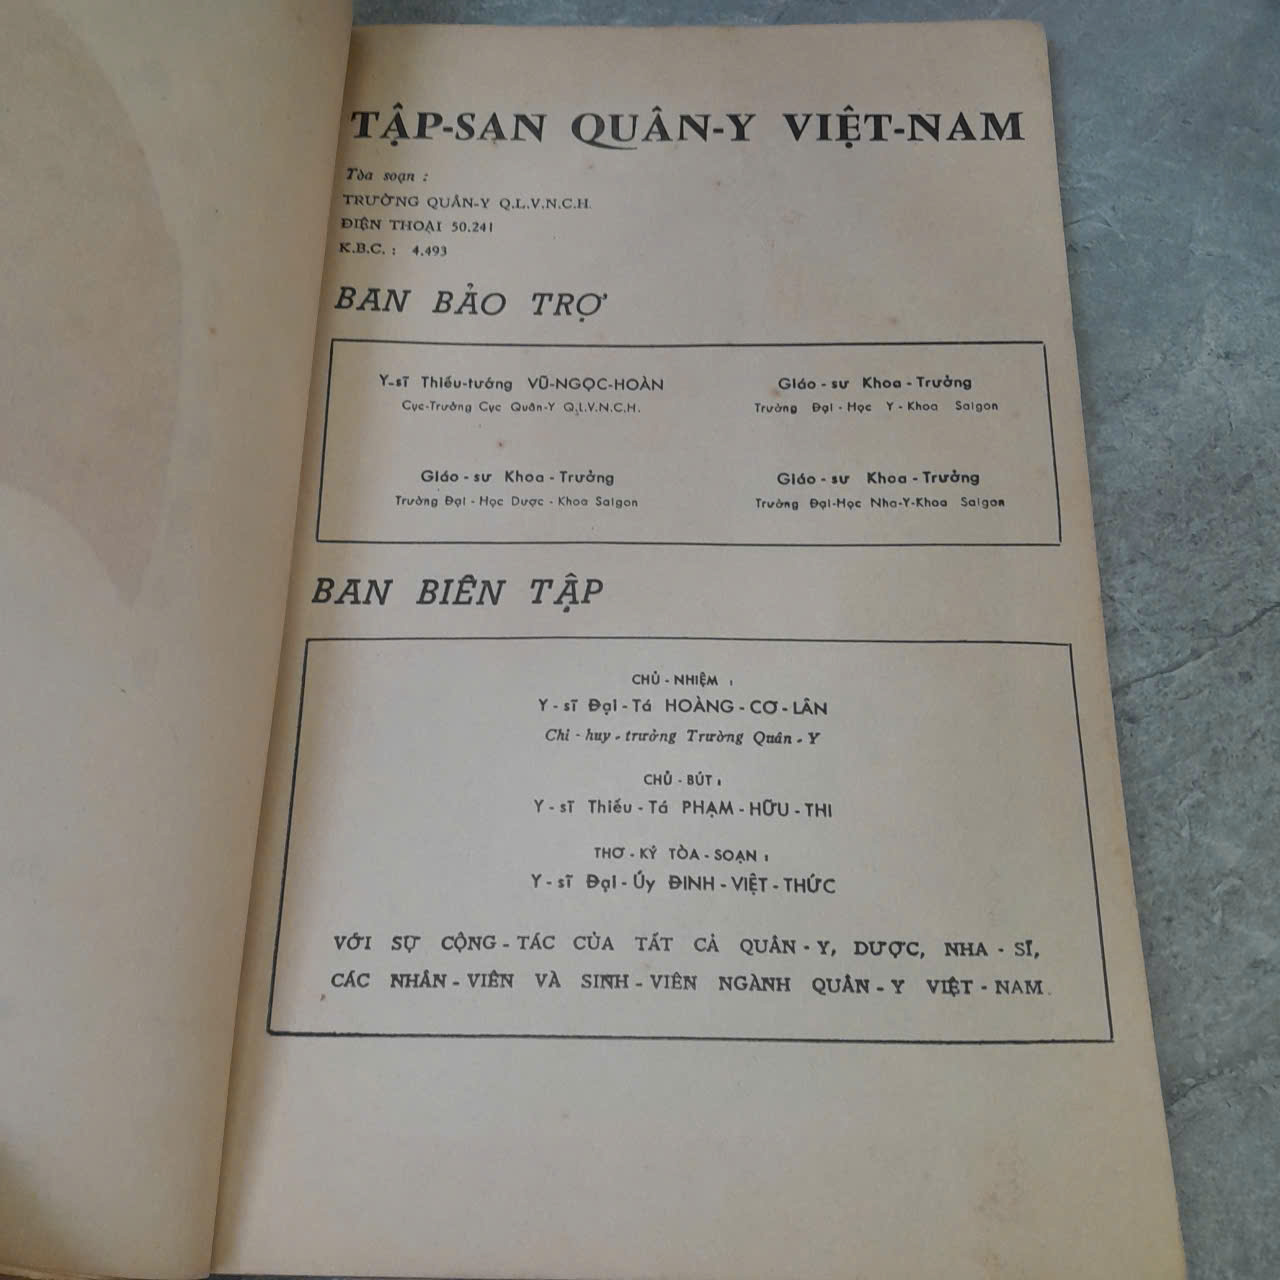 TẬP-SAN QUÂN-Y VIỆT-NAM
Tòa soạn :
TRƯỜNG QUÂN-Y Q.L.V.N.C.H.
ĐIỆN THOẠI 50.241
K.B.C. : 4.493
BAN BẢO TRỢ
Y-sĩ Thiếu-tướng VŨ-NGỌC-HOÀN
Cục-Trưởng Cục Quân-Y Q.L.V.N.C.H.
Giáo - sư Khoa - Trưởng
Trường Đại - Học Y - Khoa Saigon
Giáo - sư Khoa - Trưởng
Trường Đại - Học Dược - Khoa Saigon
Giáo - sư Khoa - Trưởng
Trường Đại-Học Nha-Y-Khoa Saigon
BAN BIÊN TẬP
CHỦ - NHIỆM :
Y - sĩ Đại - Tá HOÀNG - CƠ - LÂN
Chỉ - huy - trưởng Trường Quân - Y
CHỦ - BÚT :
Y - sĩ Thiếu - Tá PHẠM - HỮU - THI
THƠ - KÝ TÒA - SOẠN :
Y - sĩ Đại - Úy ĐINH - VIỆT - THỨC
VỚI SỰ CỘNG - TÁC CỦA TẤT CẢ QUÂN - Y, DƯỢC, NHA - SĨ,
CÁC NHÂN - VIÊN VÀ SINH - VIÊN NGÀNH QUÂN - Y VIỆT - NAM.